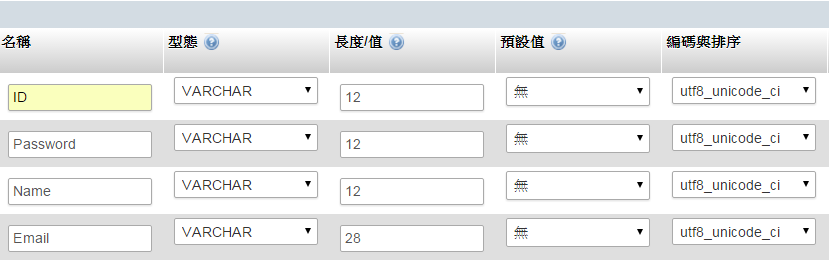 名稱 型態 長度/值 預設值 編碼與排序
ID VARCHAR 12 無 utf8_unicode_ci
Password VARCHAR 12 無 utf8_unicode_ci
Name VARCHAR 12 無 utf8_unicode_ci
Email VARCHAR 28 無 utf8_unicode_ci